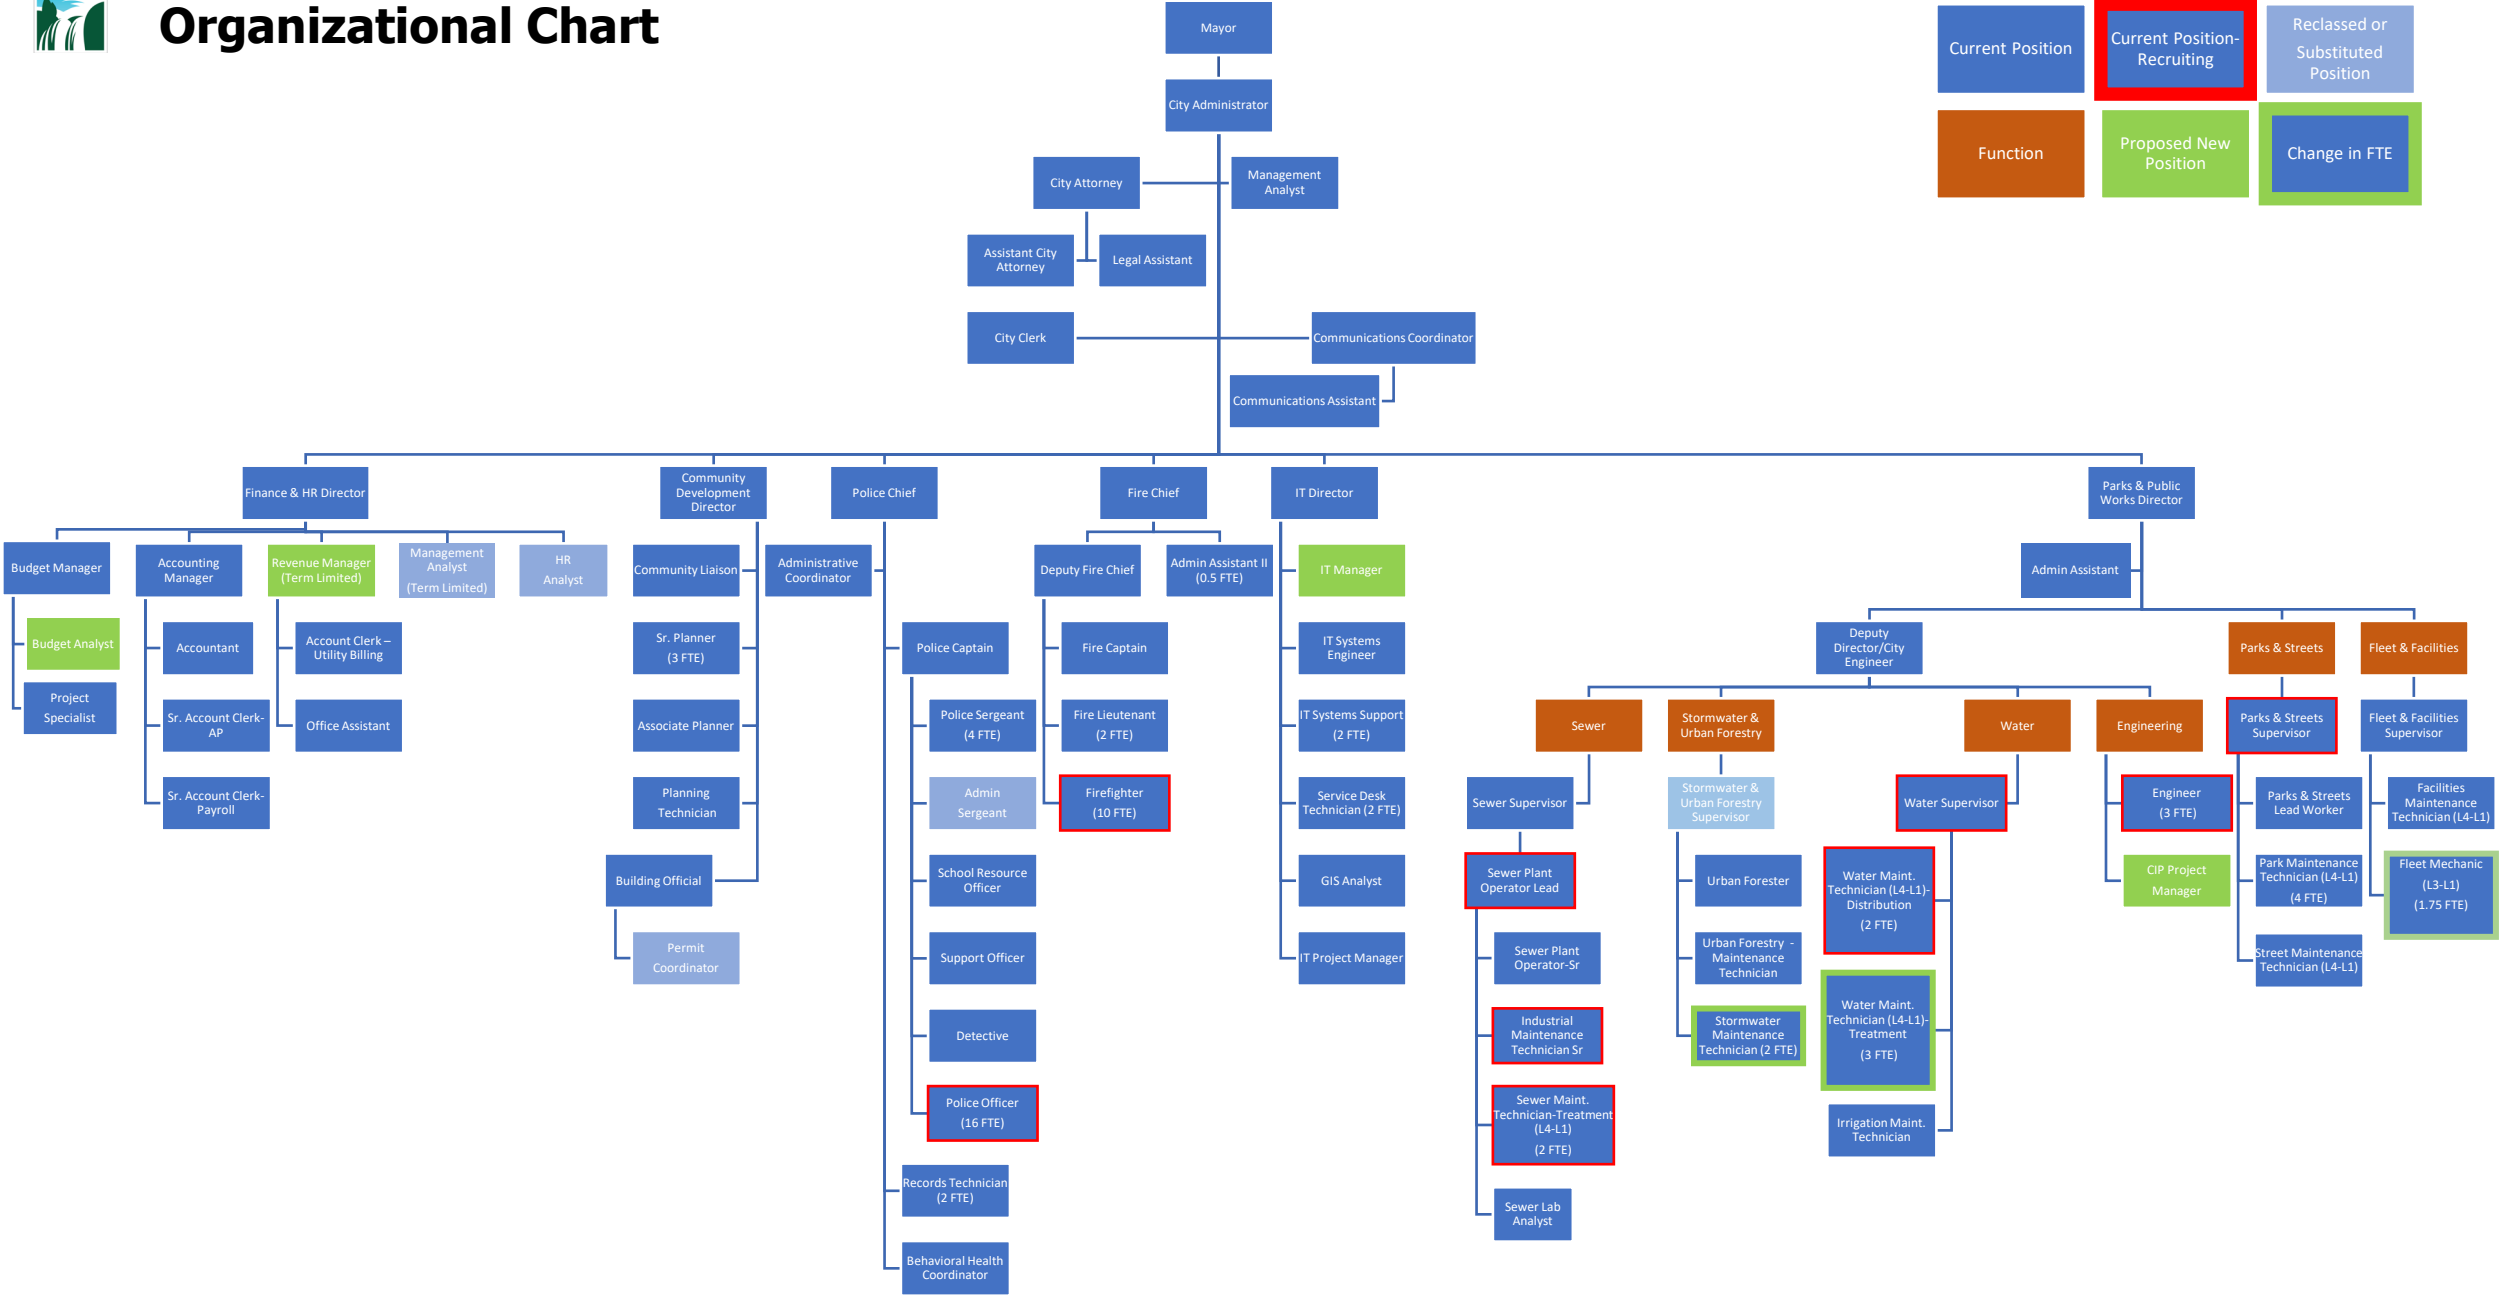 Organizational Chart
Mayor
Current Position
Current Position-
Recruiting
Reclassed or
Substituted
Position
City Administrator
Function
Proposed New
Position
Change in FTE
City Attorney
Management
Analyst
Assistant City
Attorney
Legal Assistant
City Clerk
Communications Coordinator
Communications Assistant
Finance & HR Director
Community
Development
Director
Police Chief
Fire Chief
IT Director
Parks & Public
Works Director
Budget Manager
Accounting
Manager
Revenue Manager
(Term Limited)
Management
Analyst
(Term Limited)
HR
Analyst
Community Liaison
Administrative
Coordinator
Deputy Fire Chief
Admin Assistant II
(0.5 FTE)
IT Manager
Admin Assistant
Budget Analyst
Accountant
Account Clerk –
Utility Billing
Sr. Planner
(3 FTE)
Police Captain
Fire Captain
IT Systems
Engineer
Deputy
Director/City
Engineer
Parks & Streets
Fleet & Facilities
Project
Specialist
Sr. Account Clerk-
AP
Office Assistant
Associate Planner
Police Sergeant
(4 FTE)
Fire Lieutenant
(2 FTE)
IT Systems Support
(2 FTE)
Sewer
Stormwater &
Urban Forestry
Water
Engineering
Parks & Streets
Supervisor
Fleet & Facilities
Supervisor
Sr. Account Clerk-
Payroll
Planning
Technician
Admin
Sergeant
Firefighter
(10 FTE)
Service Desk
Technician (2 FTE)
Sewer Supervisor
Stormwater &
Urban Forestry
Supervisor
Water Supervisor
Engineer
(3 FTE)
Parks & Streets
Lead Worker
Facilities
Maintenance
Technician (L4-L1)
Building Official
School Resource
Officer
GIS Analyst
Sewer Plant
Operator Lead
Urban Forester
Water Maint.
Technician (L4-L1)-
Distribution
(2 FTE)
CIP Project
Manager
Park Maintenance
Technician (L4-L1)
(4 FTE)
Fleet Mechanic
(L3-L1)
(1.75 FTE)
Permit
Coordinator
Support Officer
IT Project Manager
Sewer Plant
Operator-Sr
Urban Forestry -
Maintenance
Technician
Street Maintenance
Technician (L4-L1)
Detective
Industrial
Maintenance
Technician Sr
Stormwater
Maintenance
Technician (2 FTE)
Water Maint.
Technician (L4-L1)-
Treatment
(3 FTE)
Police Officer
(16 FTE)
Sewer Maint.
Technician-Treatment
(L4-L1)
(2 FTE)
Irrigation Maint.
Technician
Records Technician
(2 FTE)
Sewer Lab
Analyst
Behavioral Health
Coordinator